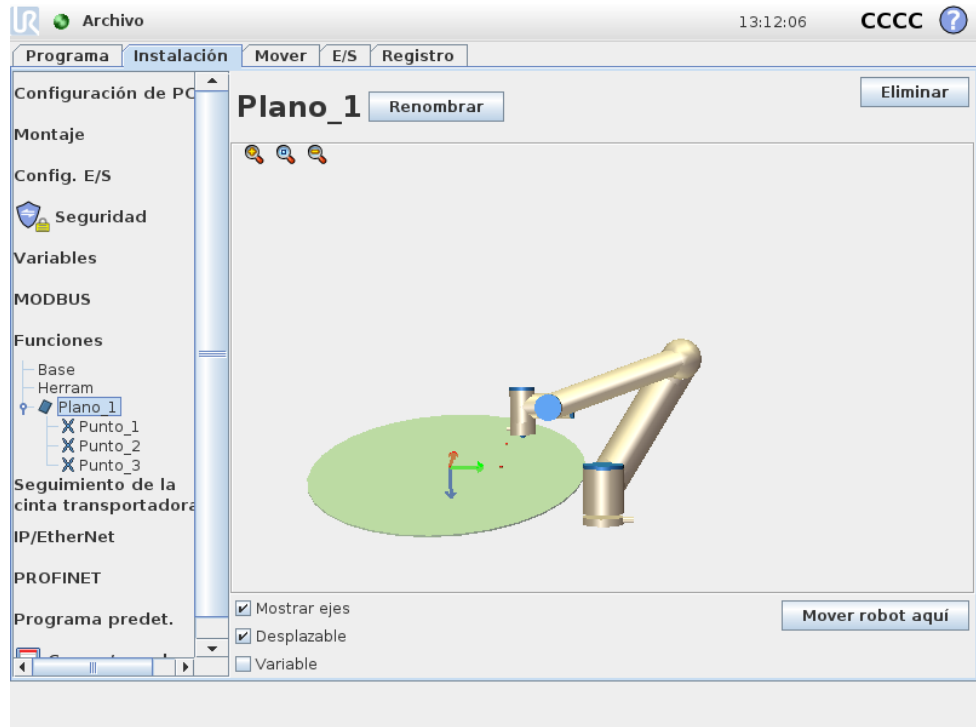 UR
Archivo
13:12:06
CCCC
?
Programa
Instalación
Mover
E/S
Registro
Configuración de PC
Montaje
Config. E/S
Seguridad
Variables
MODBUS
Funciones
Base
Herram
Plano_1
Punto_1
Punto_2
Punto_3
Seguimiento de la
cinta transportadora
IP/EtherNet
PROFINET
Programa predet.
Plano_1
Renombrar
Eliminar
Mostrar ejes
Desplazable
Variable
Mover robot aquí